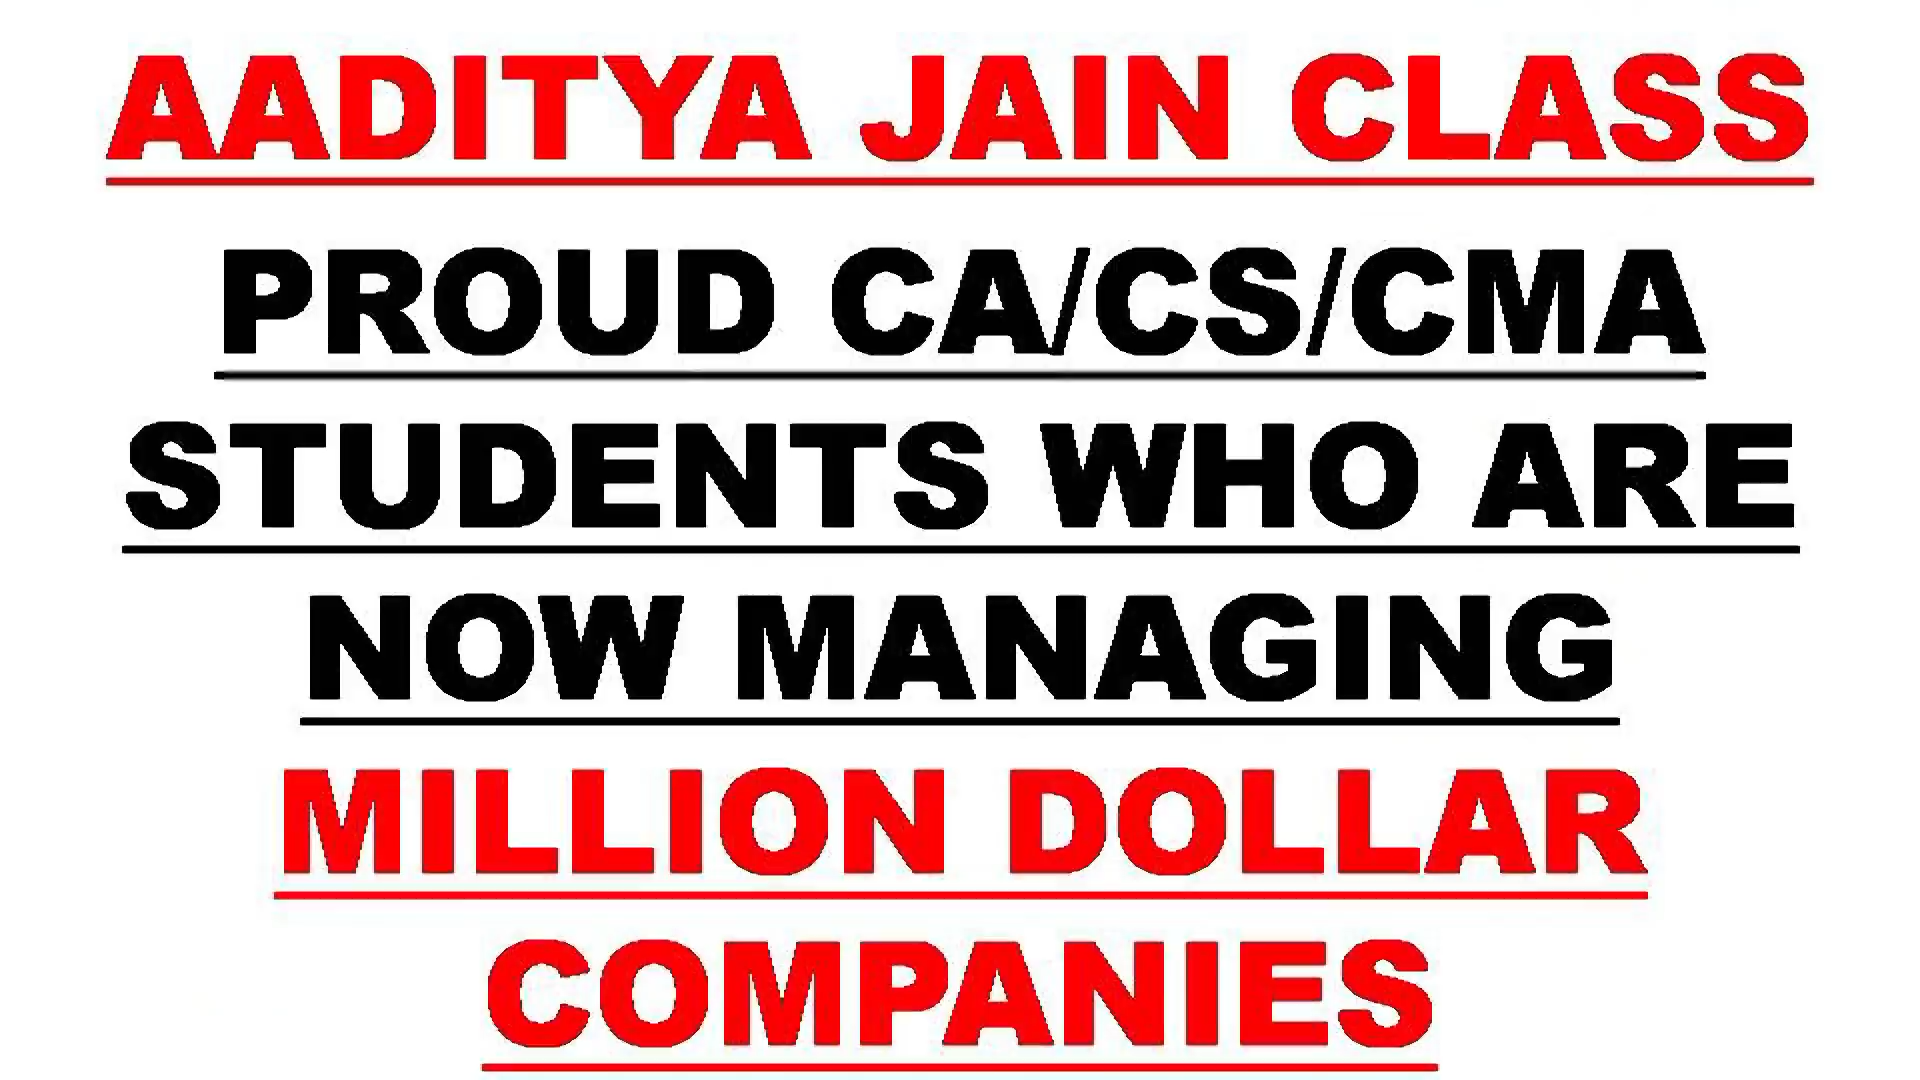 AADITYA JAIN CLASS
PROUD CA/CS/CMA
STUDENTS WHO ARE
NOW MANAGING
MILLION DOLLAR
COMPANIES